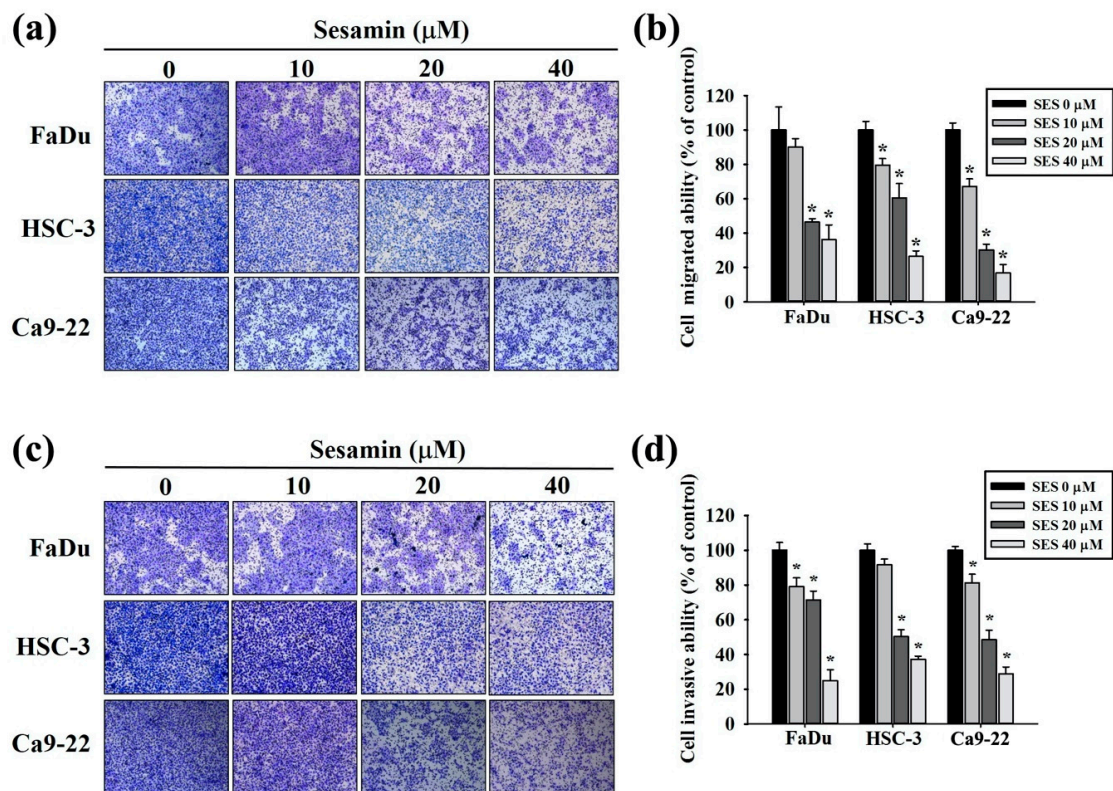 (a)
Sesamin (μM)
0 10 20 40
FaDu
HSC-3
Ca9-22
(b)
SES 0 μM
SES 10 μM
SES 20 μM
SES 40 μM
Cell migrated ability (% of control)
120
100
80
60
40
20
0
* *
* * *
* * *
FaDu HSC-3 Ca9-22
(c)
Sesamin (μM)
0 10 20 40
FaDu
HSC-3
Ca9-22
(d)
SES 0 μM
SES 10 μM
SES 20 μM
SES 40 μM
Cell invasive ability (% of control)
120
100
80
60
40
20
0
* * *
* *
* * *
FaDu HSC-3 Ca9-22